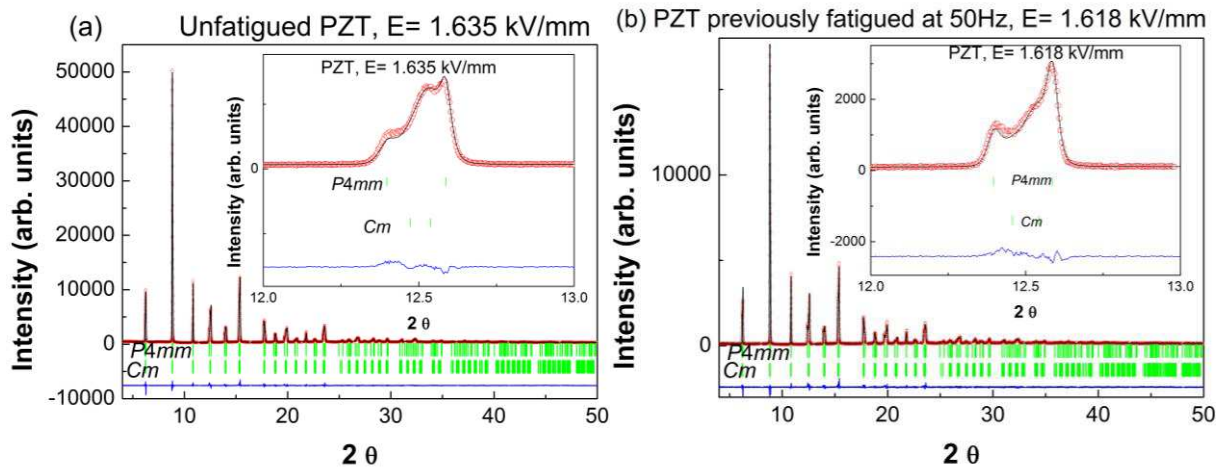 (a) Unfatigued PZT, E= 1.635 kV/mm
50000
40000
30000
20000
10000
0
-10000
Intensity (arb. units)
10 20 30 40 50
2 θ
P4mm
Cm
PZT, E= 1.635 kV/mm
Intensity (arb. units)
0
P4mm
Cm
12.0 12.5 13.0
2 θ
(b) PZT previously fatigued at 50Hz, E= 1.618 kV/mm
10000
0
Intensity (arb. units)
P4mm
Cm
10 20 30 40 50
2 θ
PZT, E= 1.618 kV/mm
Intensity (arb. units)
2000
0
-2000
P4mm
Cm
12.0 12.5 13.0
2 θ